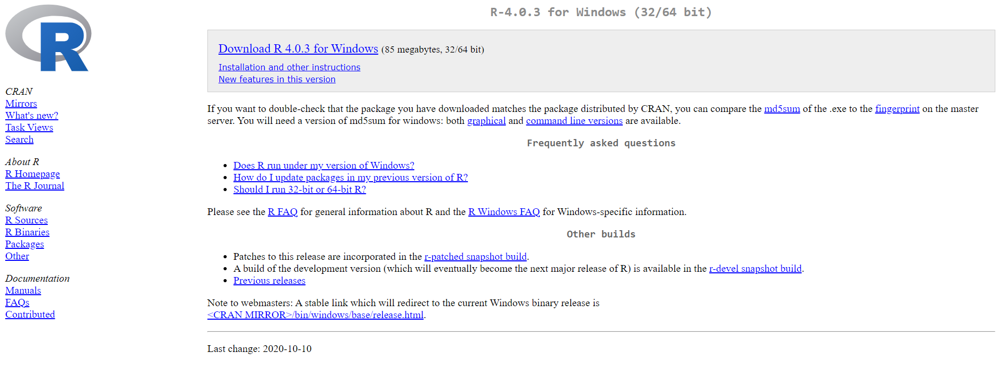 R
CRAN
Mirrors
What's new?
Task Views
Search
About R
R Homepage
The R Journal
Software
R Sources
R Binaries
Packages
Other
Documentation
Manuals
FAQs
Contributed
R-4.0.3 for Windows (32/64 bit)
Download R 4.0.3 for Windows (85 megabytes, 32/64 bit)
Installation and other instructions
New features in this version
If you want to double-check that the package you have downloaded matches the package distributed by CRAN, you can compare the md5sum of the .exe to the fingerprint on the master
server. You will need a version of md5sum for windows: both graphical and command line versions are available.
Frequently asked questions
• Does R run under my version of Windows?
• How do I update packages in my previous version of R?
• Should I run 32-bit or 64-bit R?
Please see the R FAQ for general information about R and the R Windows FAQ for Windows-specific information.
Other builds
• Patches to this release are incorporated in the r-patched snapshot build.
• A build of the development version (which will eventually become the next major release of R) is available in the r-devel snapshot build.
• Previous releases
Note to webmasters: A stable link which will redirect to the current Windows binary release is
<CRAN MIRROR>/bin/windows/base/release.html.
Last change: 2020-10-10